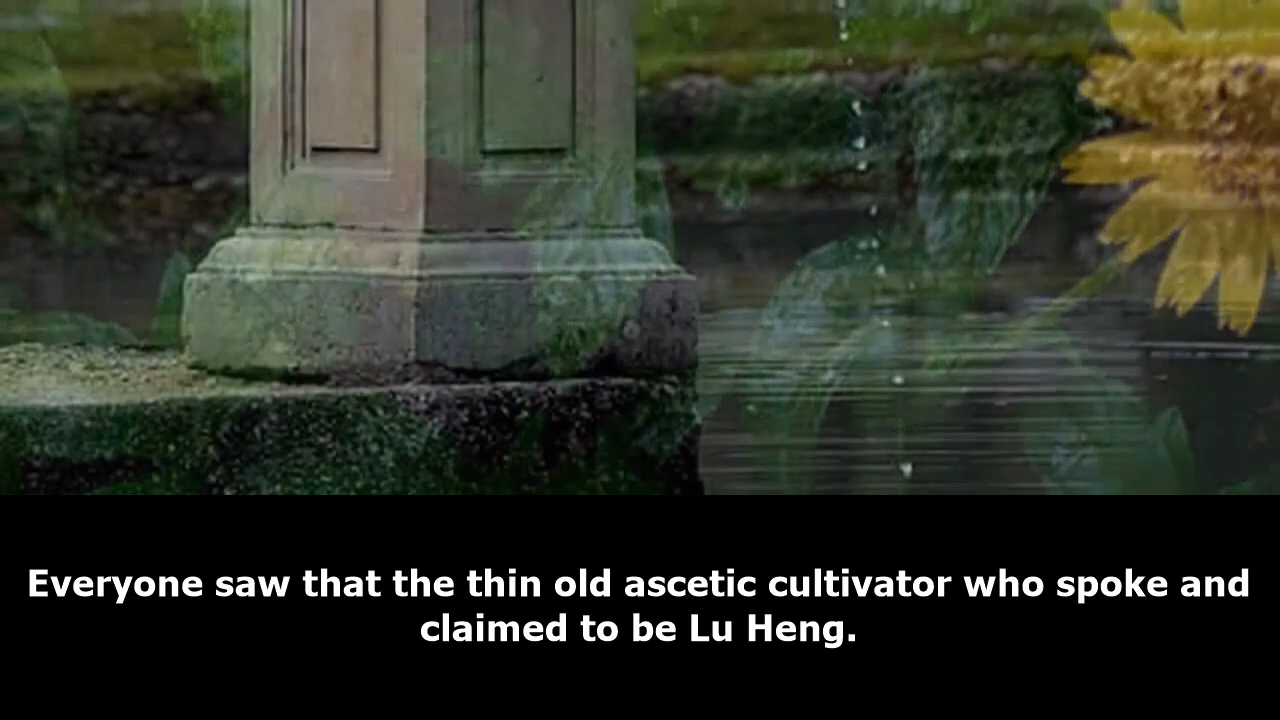 Everyone saw that the thin old ascetic cultivator who spoke and
claimed to be Lu Heng.